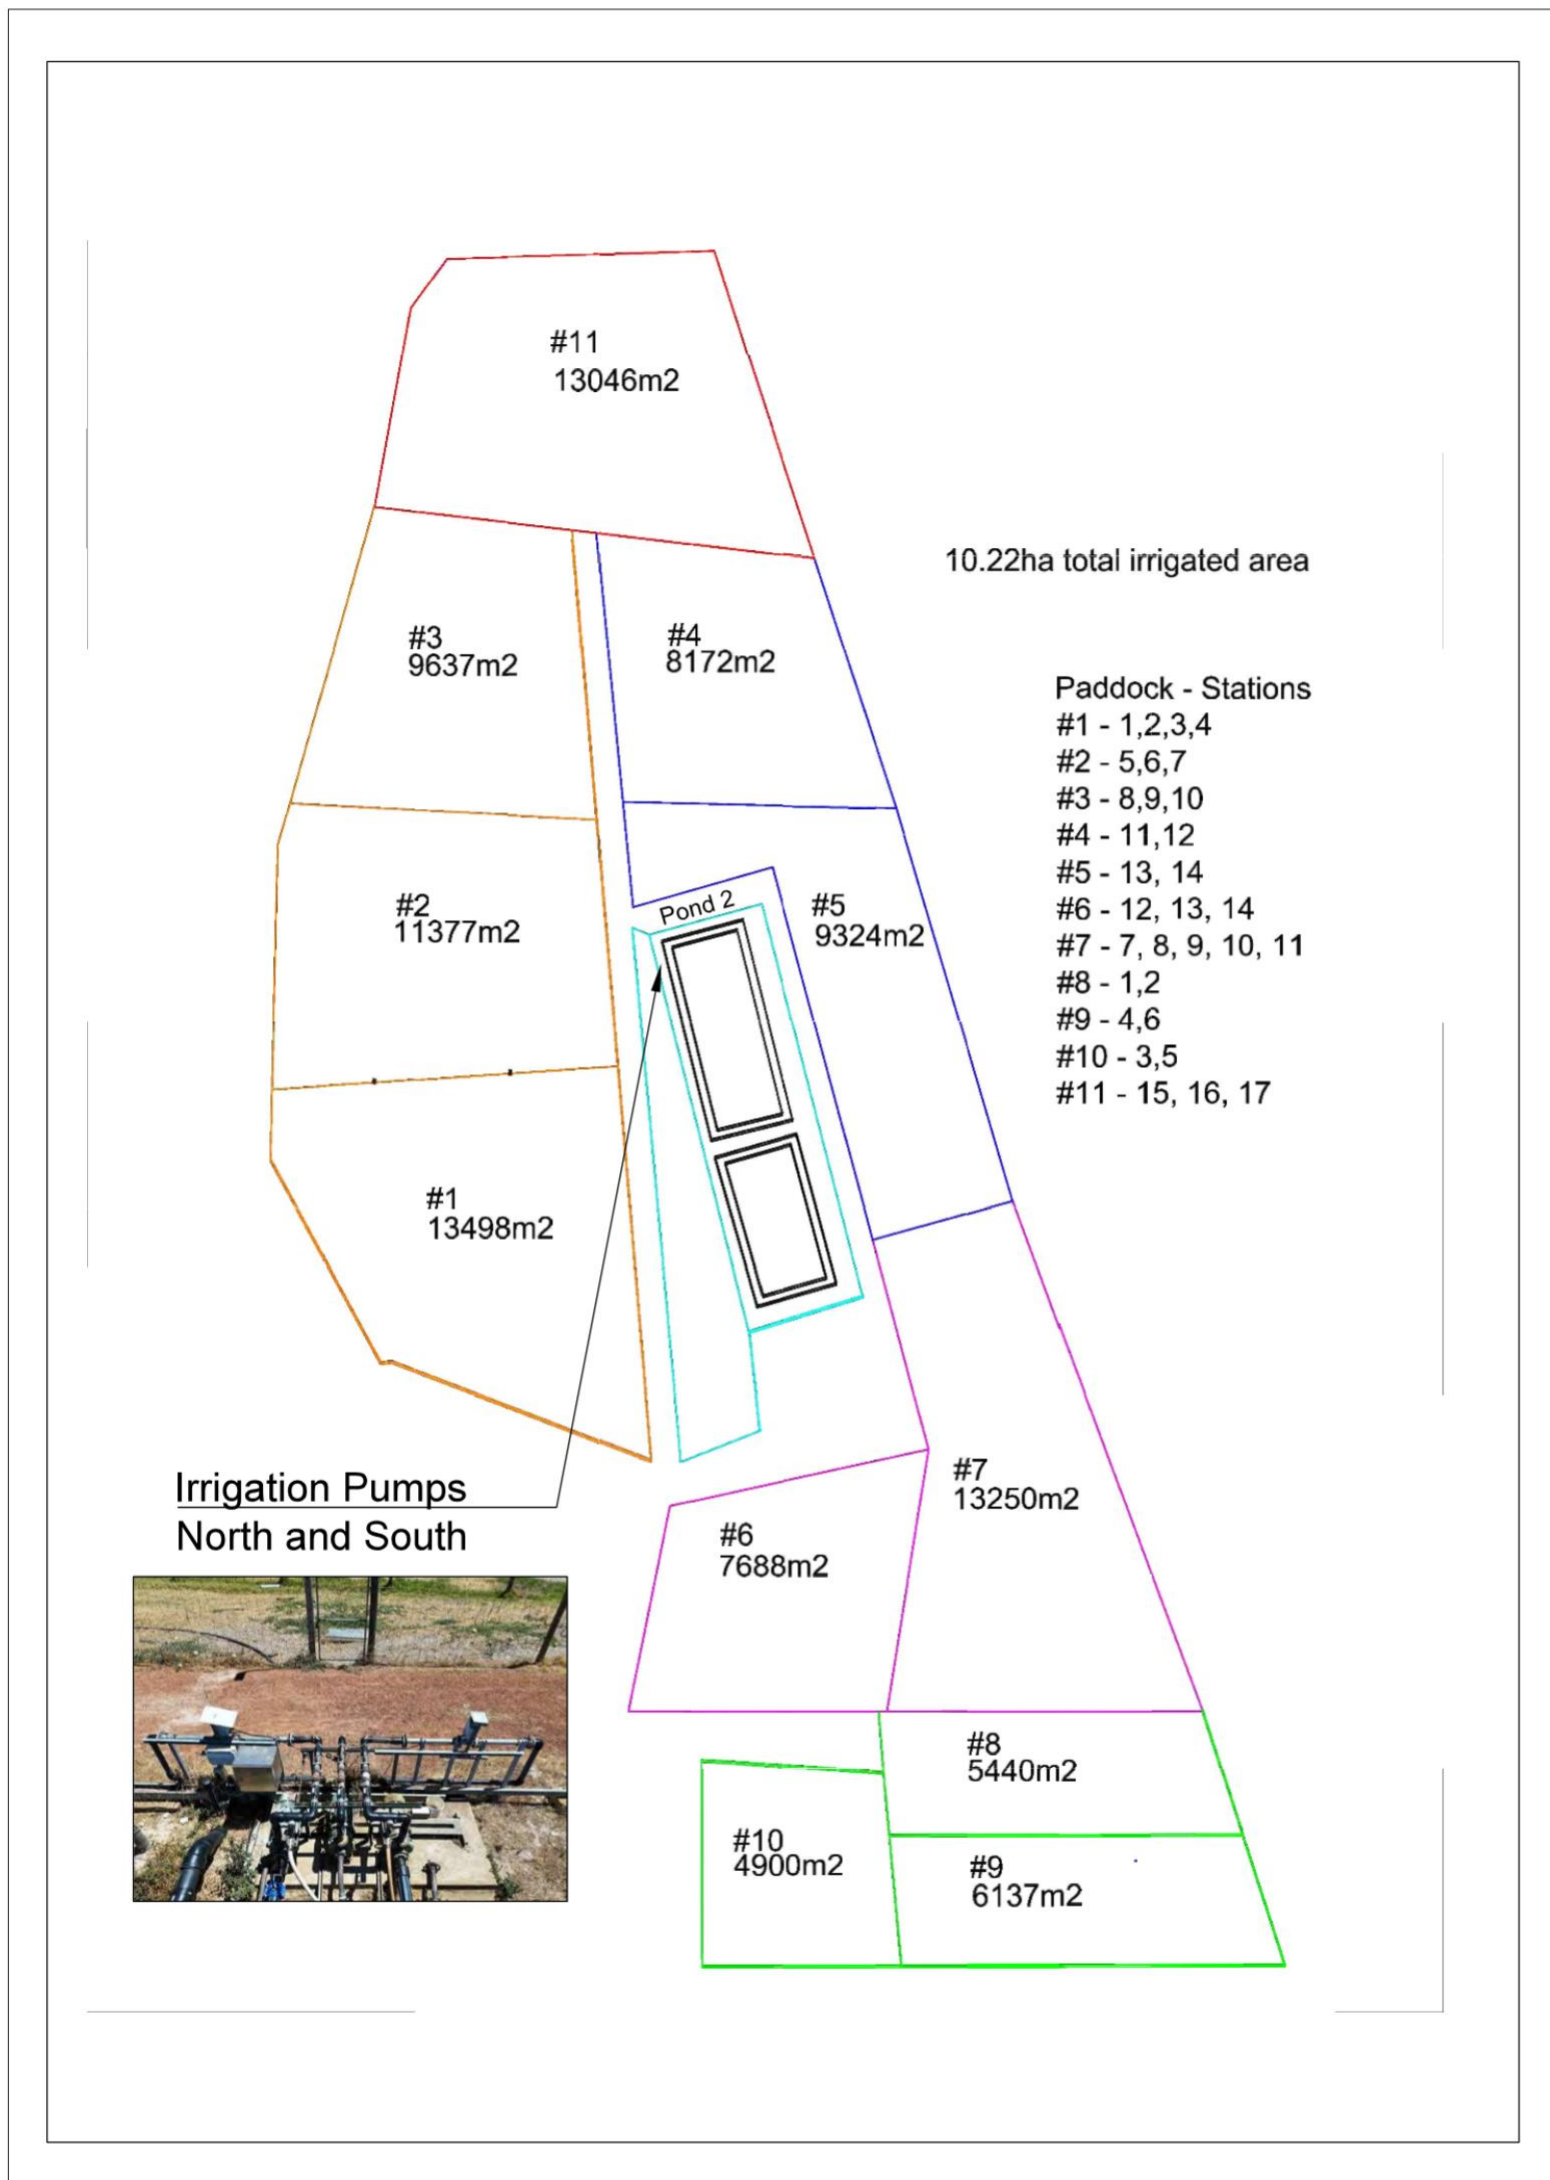 #11
13046m2
10.22ha total irrigated area
#3
9637m2
#4
8172m2
Paddock - Stations
#1 - 1,2,3,4
#2 - 5,6,7
#3 - 8,9,10
#4 - 11,12
#5 - 13, 14
#6 - 12, 13, 14
#7 - 7, 8, 9, 10, 11
#8 - 1,2
#9 - 4,6
#10 - 3,5
#11 - 15, 16, 17
#2
11377m2
Pond 2
#5
9324m2
#1
13498m2
Irrigation Pumps
North and South
#7
13250m2
#6
7688m2
#8
5440m2
#10
4900m2
#9
6137m2